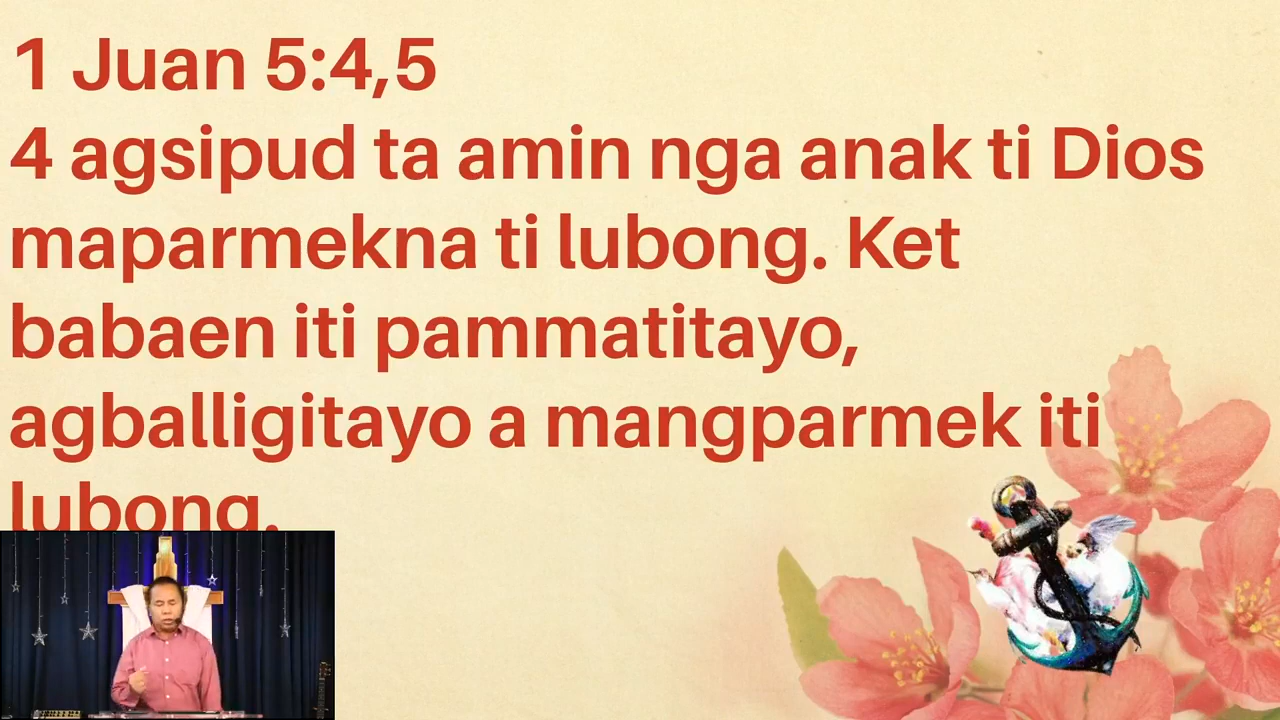 1 Juan 5:4,5
4 agsipud ta amin nga anak ti Dios
maparmekna ti lubong. Ket
babaen iti pammatitayo,
agballigitayo a mangparmek iti
lubong.